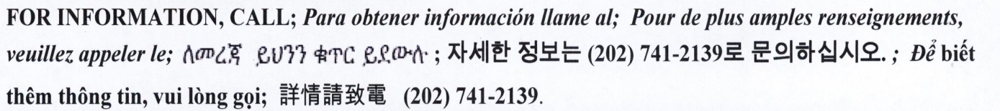 FOR INFORMATION, CALL; Para obtener información llame al; Pour de plus amples renseignements,
veuillez appeler le; ለመረጃ ይህንን ቁጥር ይደውሉ ; 자세한 정보는 (202) 741-2139로 문의하십시오. ; Để biết
thêm thông tin, vui lòng gọi; 詳情請致電 (202) 741-2139.